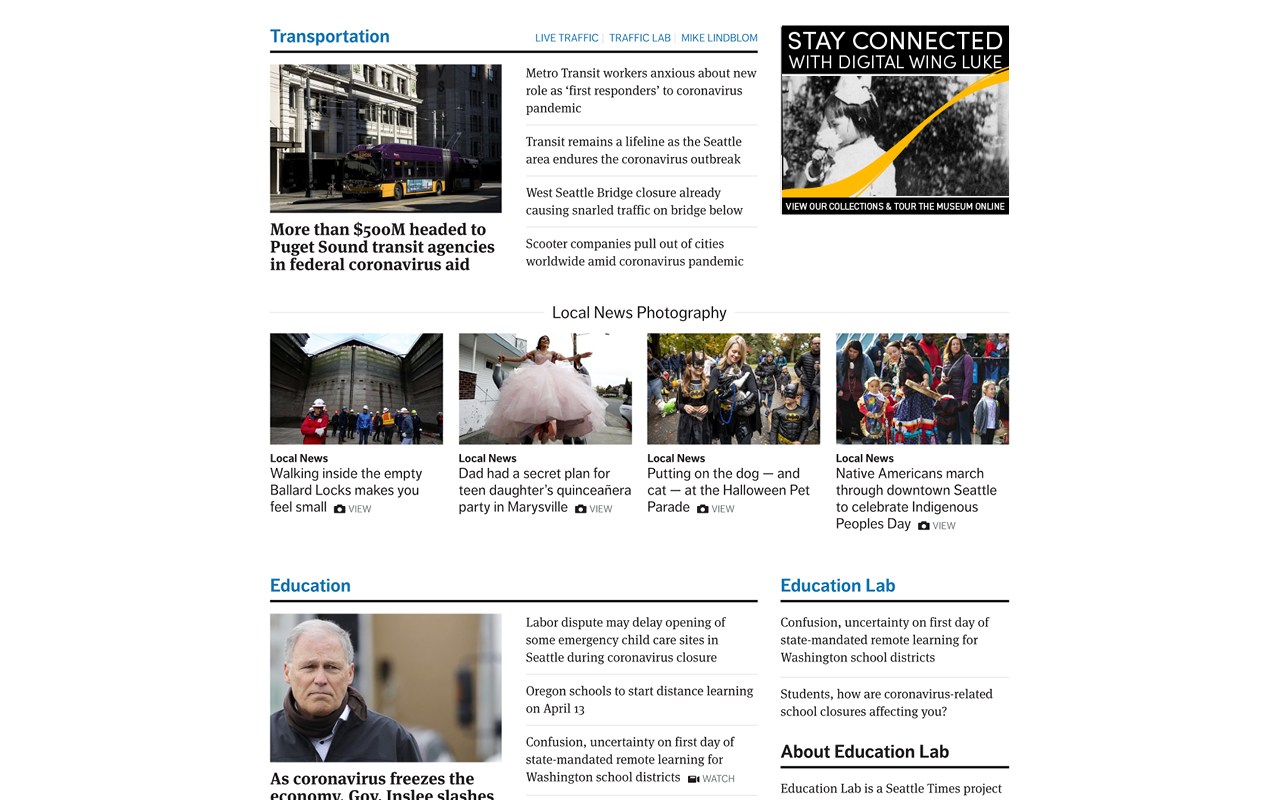 Transportation
LIVE TRAFFIC | TRAFFIC LAB | MIKE LINDBLOM
More than $500M headed to
Puget Sound transit agencies
in federal coronavirus aid
Metro Transit workers anxious about new
role as ‘first responders’ to coronavirus
pandemic
Transit remains a lifeline as the Seattle
area endures the coronavirus outbreak
West Seattle Bridge closure already
causing snarled traffic on bridge below
Scooter companies pull out of cities
worldwide amid coronavirus pandemic
STAY CONNECTED
WITH DIGITAL WING LUKE
VIEW OUR COLLECTIONS & TOUR THE MUSEUM ONLINE
Local News Photography
Local News
Walking inside the empty
Ballard Locks makes you
feel small VIEW
Local News
Dad had a secret plan for
teen daughter’s quinceañera
party in Marysville VIEW
Local News
Putting on the dog — and
cat — at the Halloween Pet
Parade VIEW
Local News
Native Americans march
through downtown Seattle
to celebrate Indigenous
Peoples Day VIEW
Education
As coronavirus freezes the
economy, Gov. Inslee slashes
Labor dispute may delay opening of
some emergency child care sites in
Seattle during coronavirus closure
Oregon schools to start distance learning
on April 13
Confusion, uncertainty on first day of
state-mandated remote learning for
Washington school districts WATCH
Education Lab
Confusion, uncertainty on first day of
state-mandated remote learning for
Washington school districts
Students, how are coronavirus-related
school closures affecting you?
About Education Lab
Education Lab is a Seattle Times project